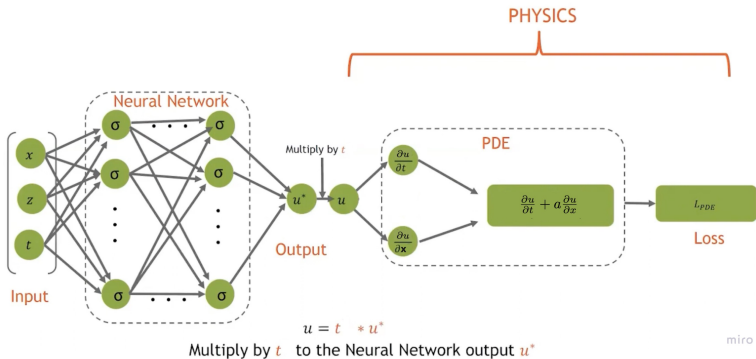 PHYSICS
Neural Network
σ . . . σ
x
σ σ
Multiply by t
PDE
∂u/∂t
z
u* u
∂u/∂t + a ∂u/∂x
L_PDE
t
∂u/∂x
Output
Loss
Input
σ . . . σ
u = t * u*
Multiply by t to the Neural Network output u*
miro